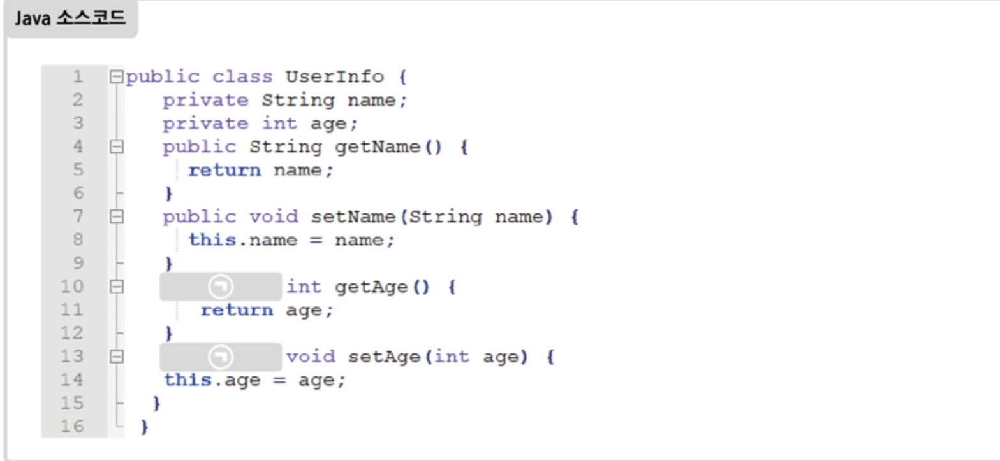 Java 소스코드
1 public class UserInfo {
2 private String name;
3 private int age;
4 public String getName() {
5 return name;
6 }
7 public void setName(String name) {
8 this.name = name;
9 }
10 ㉠ int getAge() {
11 return age;
12 }
13 ㉠ void setAge(int age) {
14 this.age = age;
15 }
16 }